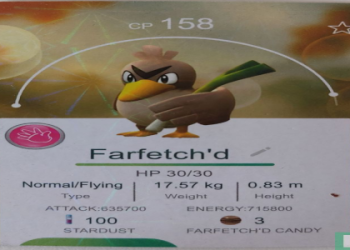 CP 158
Farfetch'd
HP 30/30
Normal/Flying 17.57 kg 0.83 m
Type Weight Height
ATTACK:635700 ENERGY:715800
100 3
STARDUST FARFETCH'D CANDY